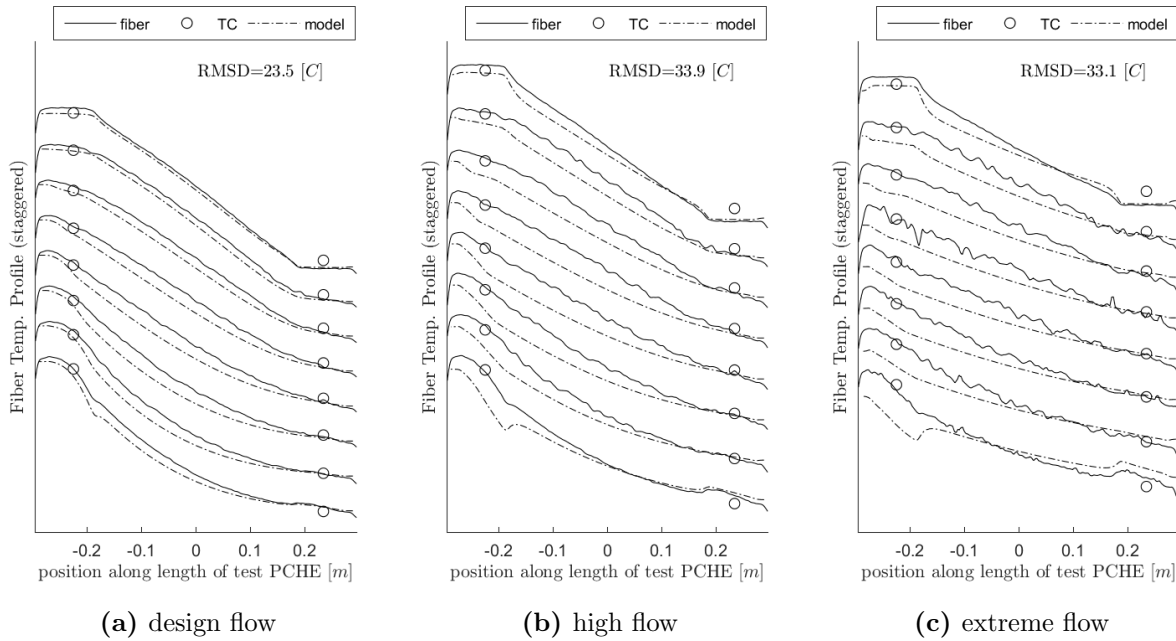 fiber TC model
RMSD=23.5 [C]
Fiber Temp. Profile (staggered)
-0.2 -0.1 0 0.1 0.2
position along length of test PCHE [m]
(a) design flow
fiber TC model
RMSD=33.9 [C]
Fiber Temp. Profile (staggered)
-0.2 -0.1 0 0.1 0.2
position along length of test PCHE [m]
(b) high flow
fiber TC model
RMSD=33.1 [C]
Fiber Temp. Profile (staggered)
-0.2 -0.1 0 0.1 0.2
position along length of test PCHE [m]
(c) extreme flow